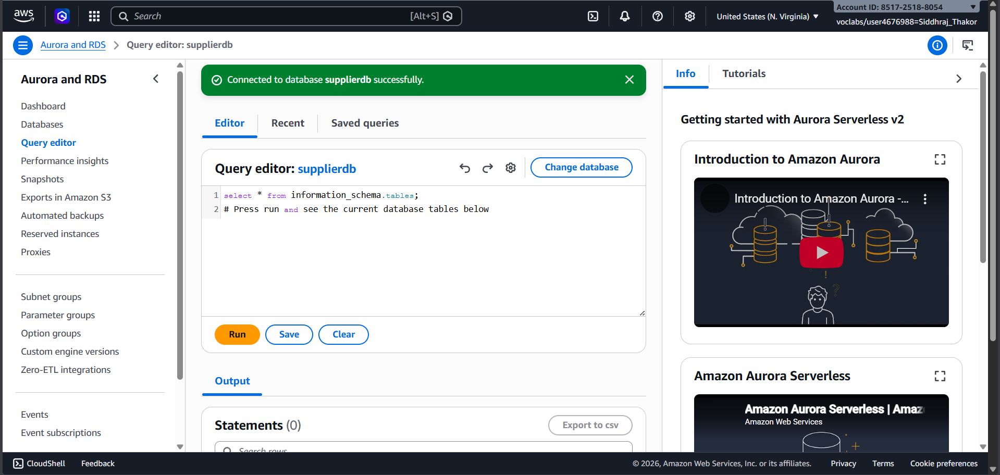 aws
Search
[Alt+S]
United States (N. Virginia)
Account ID: 8517-2518-8054
voclabs/user4676988=Siddhraj_Thakor
Aurora and RDS
Query editor: supplierdb
Aurora and RDS
Dashboard
Databases
Query editor
Performance insights
Snapshots
Exports in Amazon S3
Automated backups
Reserved instances
Proxies
Subnet groups
Parameter groups
Option groups
Custom engine versions
Zero-ETL integrations
Events
Event subscriptions
Connected to database supplierdb successfully.
Editor
Recent
Saved queries
Query editor: supplierdb
Change database
1 select * from information_schema.tables;
2 # Press run and see the current database tables below
Run
Save
Clear
Output
Statements (0)
Export to csv
Search rows
Info
Tutorials
Getting started with Aurora Serverless v2
Introduction to Amazon Aurora
Introduction to Amazon Aurora -...
Amazon Aurora Serverless
Amazon Aurora Serverless | Amaz
Amazon Web Services
CloudShell
Feedback
© 2026, Amazon Web Services, Inc. or its affiliates.
Privacy
Terms
Cookie preferences